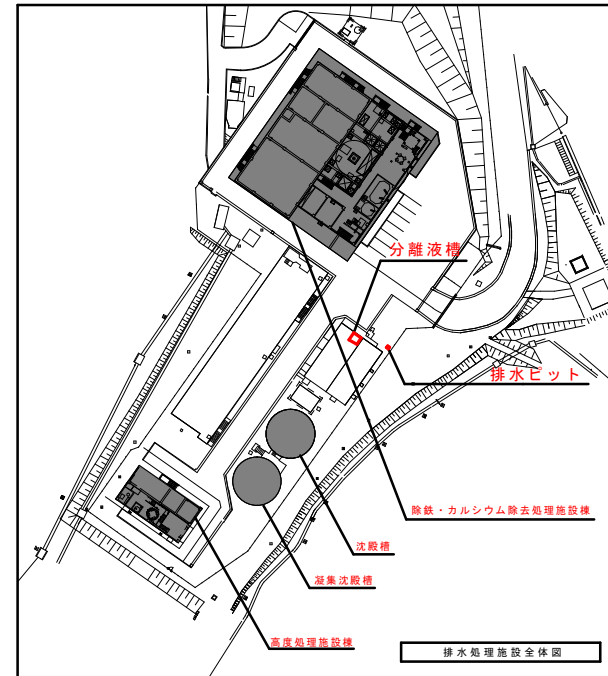 分離液槽
排水ピット
除鉄・カルシウム除去処理施設棟
沈殿槽
凝集沈殿槽
高度処理施設棟
排水処理施設全体図